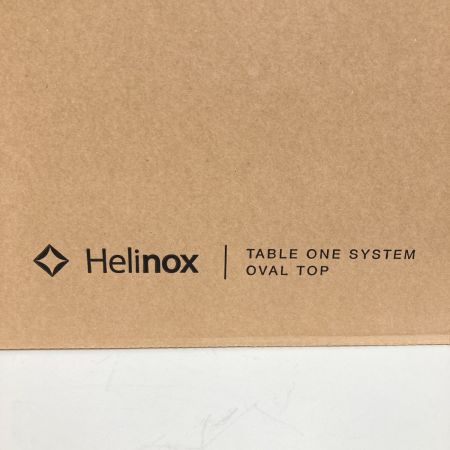 Helinox
TABLE ONE SYSTEM
OVAL TOP